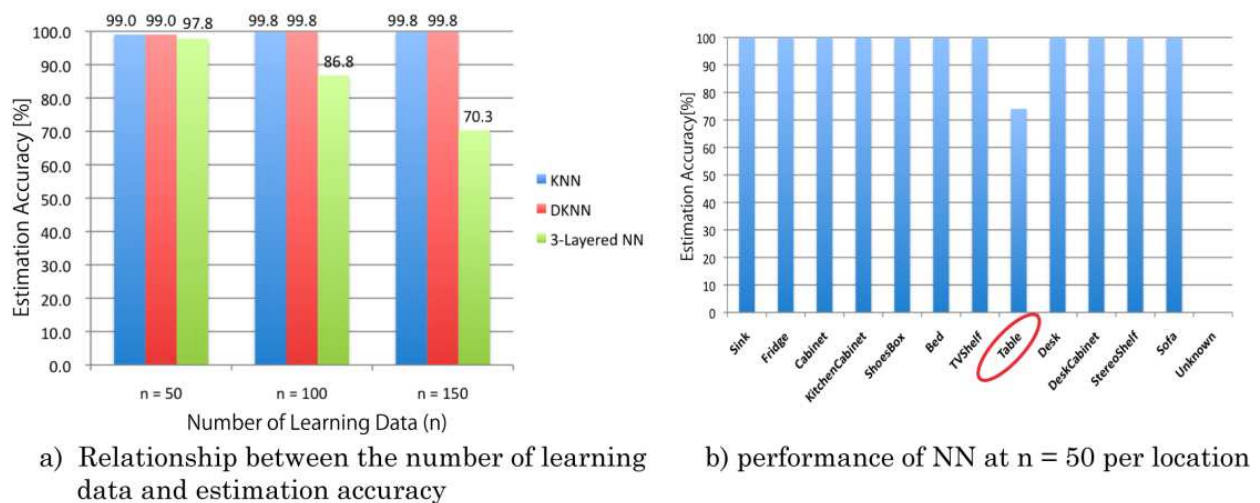 99.0 99.0 97.8
99.8 99.8
86.8
99.8 99.8
70.3
100.0
90.0
80.0
70.0
60.0
50.0
40.0
30.0
20.0
10.0
0.0
Estimation Accuracy [%]
n = 50
n = 100
n = 150
Number of Learning Data (n)
KNN
DKNN
3-Layered NN
a) Relationship between the number of learning
data and estimation accuracy
100
90
80
70
60
50
40
30
20
10
0
Estimation Accuracy[%]
Sink
Fridge
Cabinet
KitchenCabinet
ShoesBox
Bed
TVShelf
Table
Desk
DeskCabinet
StereoShelf
Sofa
Unknown
b) performance of NN at n = 50 per location